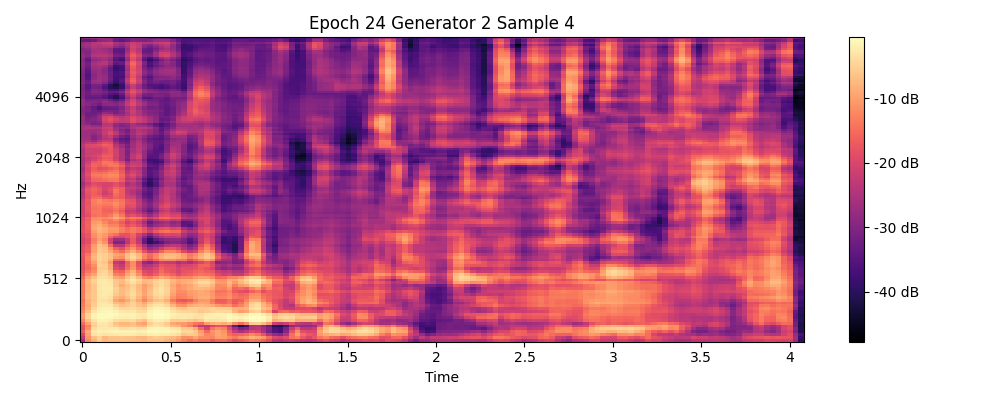 Epoch 24 Generator 2 Sample 4
Hz
4096
2048
1024
512
0
0 0.5 1 1.5 2 2.5 3 3.5 4
Time
-10 dB
-20 dB
-30 dB
-40 dB